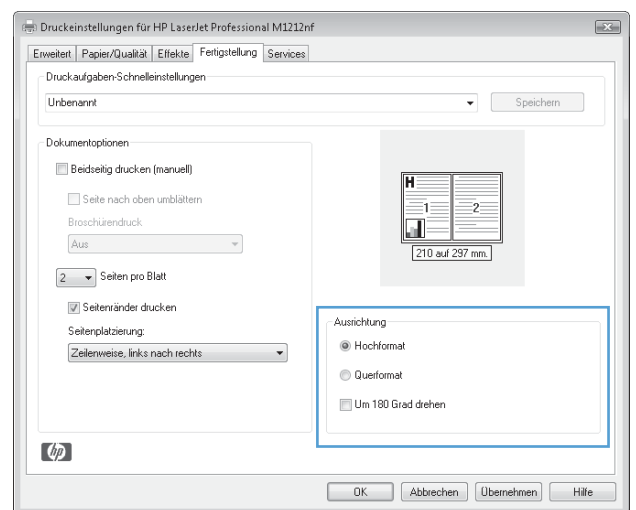 Druckeinstellungen für HP LaserJet Professional M1212nf
Erweitert Papier/Qualität Effekte Fertigstellung Services
Druckaufgaben-Schnelleinstellungen
Unbenannt
Speichern
Dokumentoptionen
Beidseitig drucken (manuell)
Seite nach oben umblättern
Broschürendruck
Aus
2 Seiten pro Blatt
Seitenränder drucken
Seitenplatzierung:
Zeilenweise, links nach rechts
H
1 2
210 auf 297 mm.
Ausrichtung
Hochformat
Querformat
Um 180 Grad drehen
hp
OK Abbrechen Übernehmen Hilfe